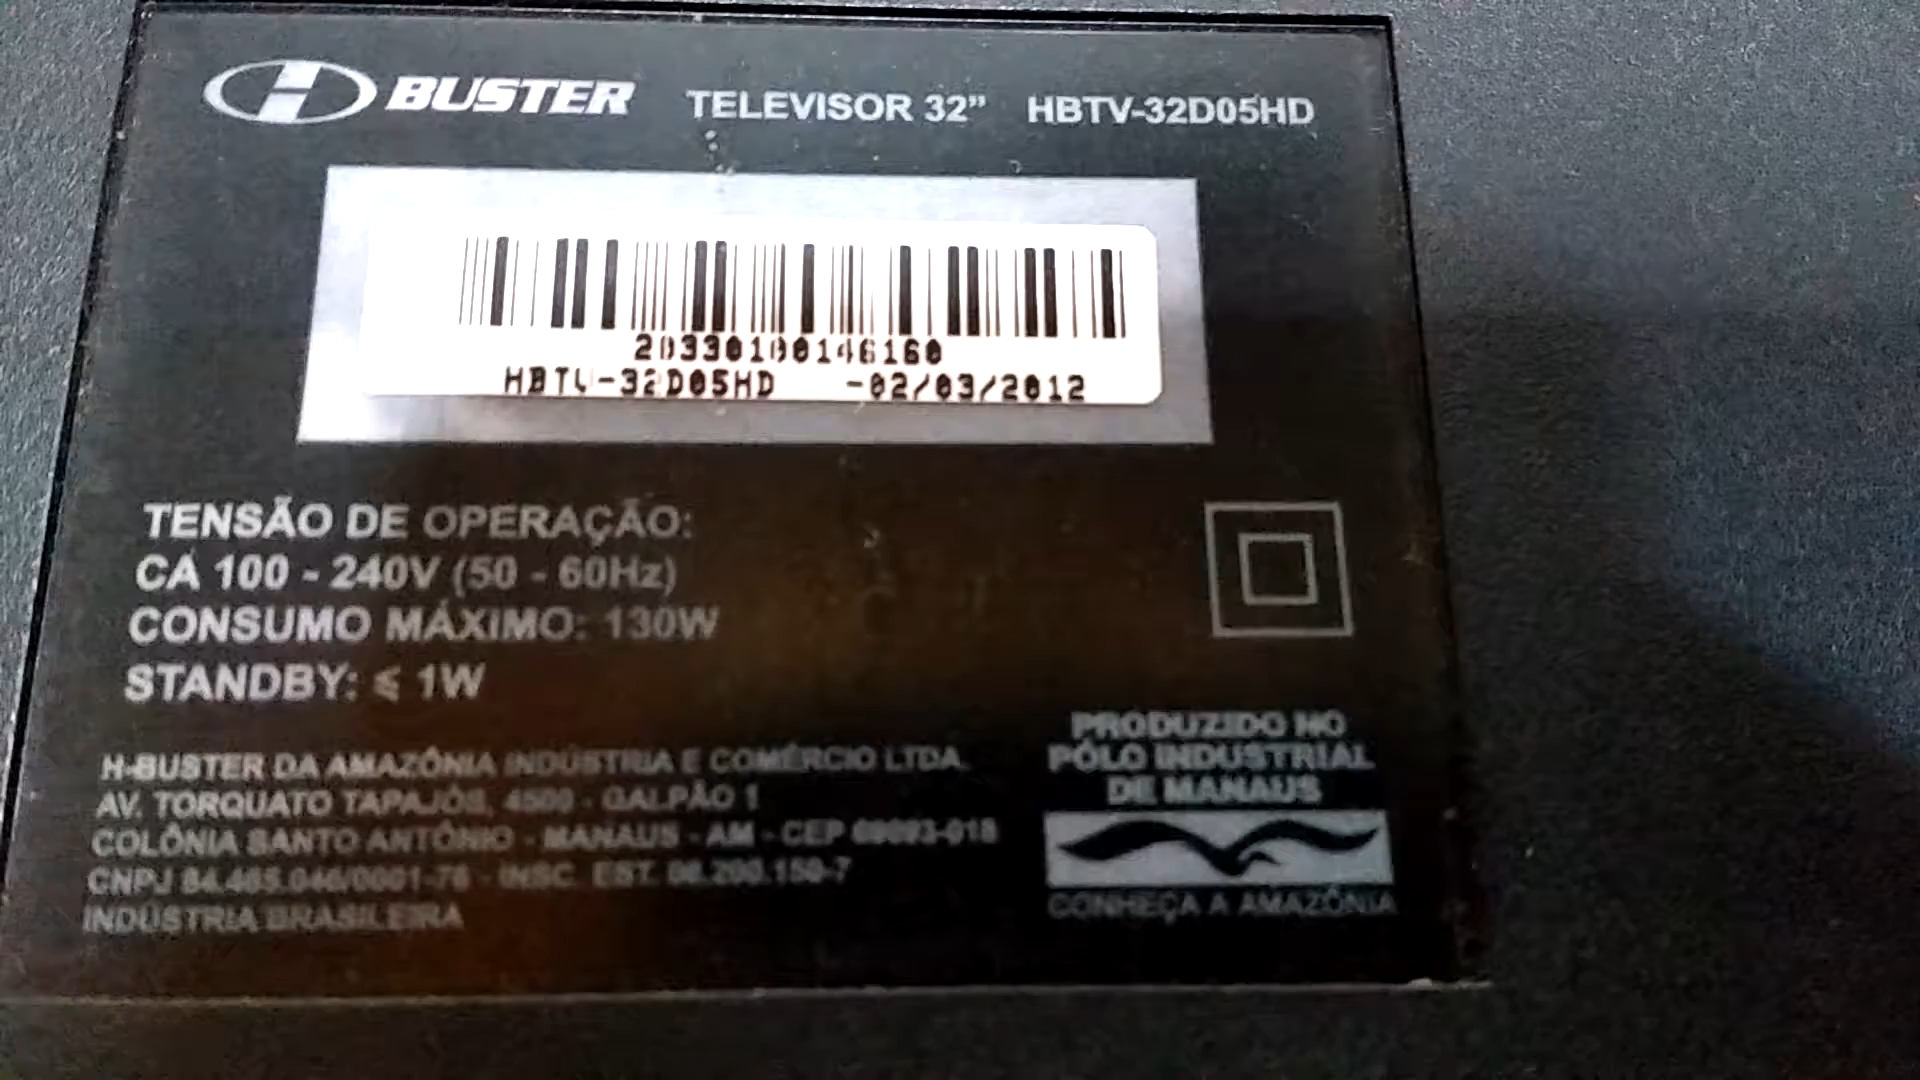 H BUSTER TELEVISOR 32” HBTV-32D05HD
20330100146160
HBTV-32D05HD -02/03/2012
TENSÃO DE OPERAÇÃO:
CA 100 - 240V (50 - 60Hz)
CONSUMO MÁXIMO: 130W
STANDBY: ⩽ 1W
H-BUSTER DA AMAZÔNIA INDÚSTRIA E COMÉRCIO LTDA.
AV. TORQUATO TAPAJÓS, 4500 - GALPÃO 1
COLÔNIA SANTO ANTÔNIO - MANAUS - AM - CEP
CNPJ - INSC. EST.
INDÚSTRIA BRASILEIRA
PRODUZIDO NO
PÓLO INDUSTRIAL
DE MANAUS
CONHEÇA A AMAZÔNIA